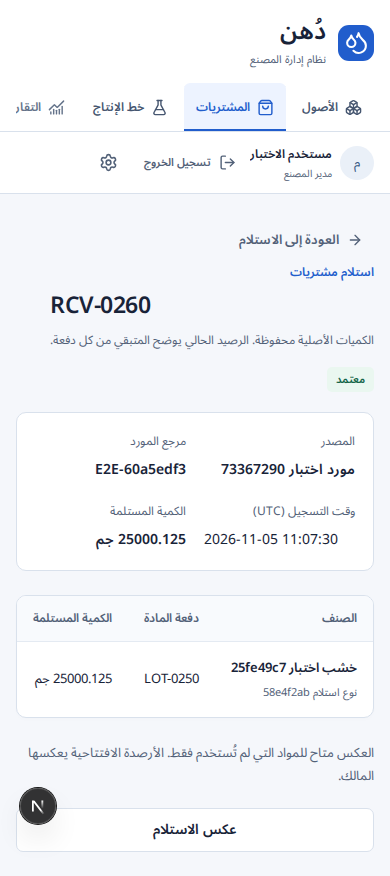 دُهن
نظام إدارة المصنع
الأصول
المشتريات
خط الإنتاج
التقار
م
مستخدم الاختبار
مدير المصنع
تسجيل الخروج
العودة إلى الاستلام
استلام مشتريات
RCV-0260
الكميات الأصلية محفوظة. الرصيد الحالي يوضح المتبقي من كل دفعة.
معتمد
المصدر
مورد اختبار 73367290
مرجع المورد
E2E-60a5edf3
وقت التسجيل (UTC)
2026-11-05 11:07:30
الكمية المستلمة
25000.125 جم
الصنف
دفعة المادة
الكمية المستلمة
خشب اختبار 25fe49c7
نوع استلام 58e4f2ab
LOT-0250
25000.125 جم
العكس متاح للمواد التي لم تُستخدم فقط. الأرصدة الافتتاحية يعكسها
المالك.
عكس الاستلام
N